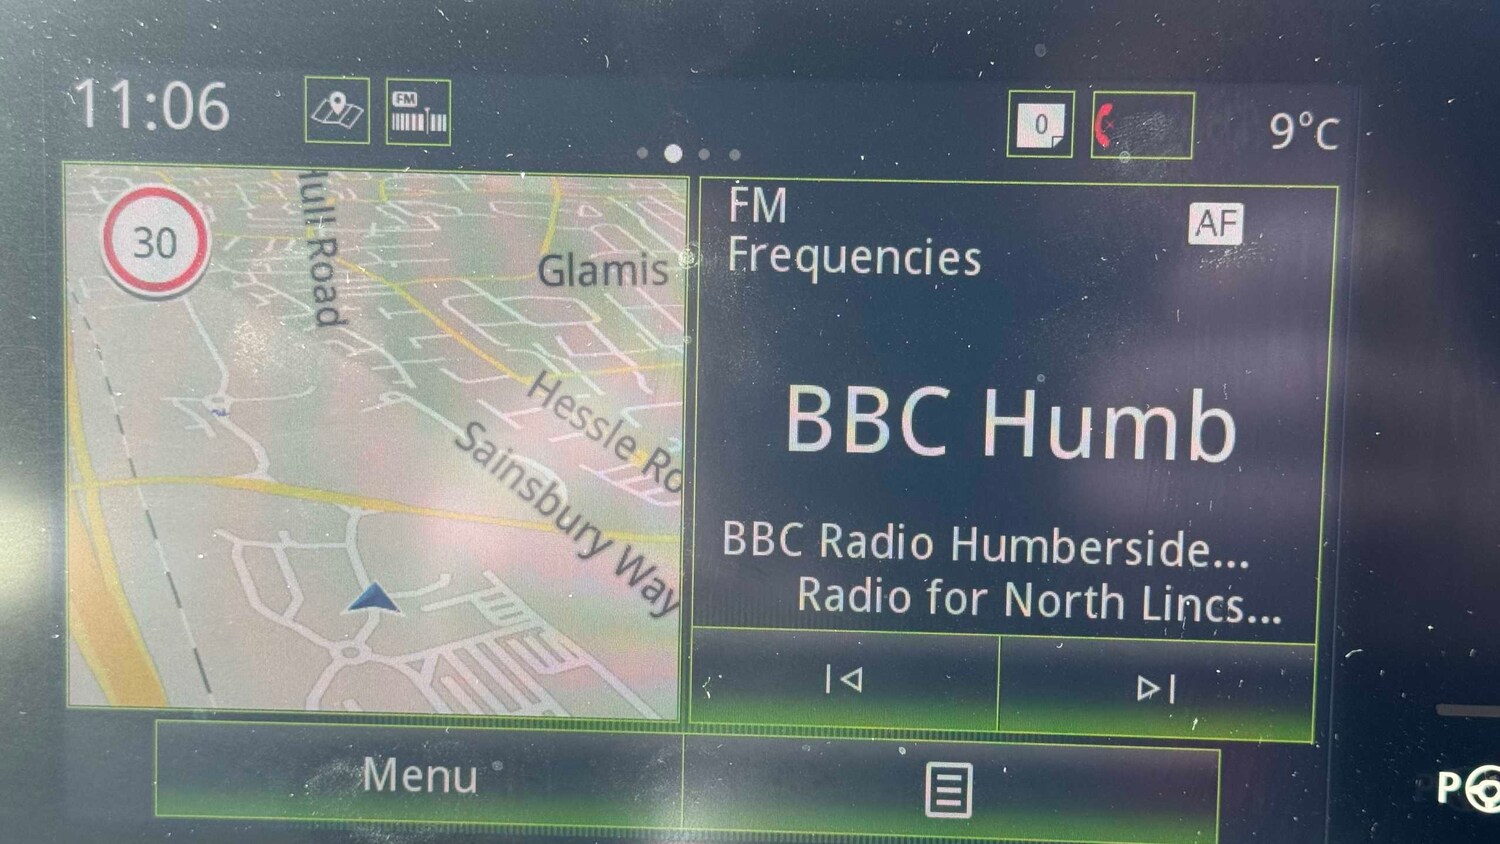 11:06
FM
0
9°C
30
Hull Road
Glamis
Hessle Ro
Sainsbury Way
FM
Frequencies
AF
BBC Humb
BBC Radio Humberside...
Radio for North Lincs...
Menu
P